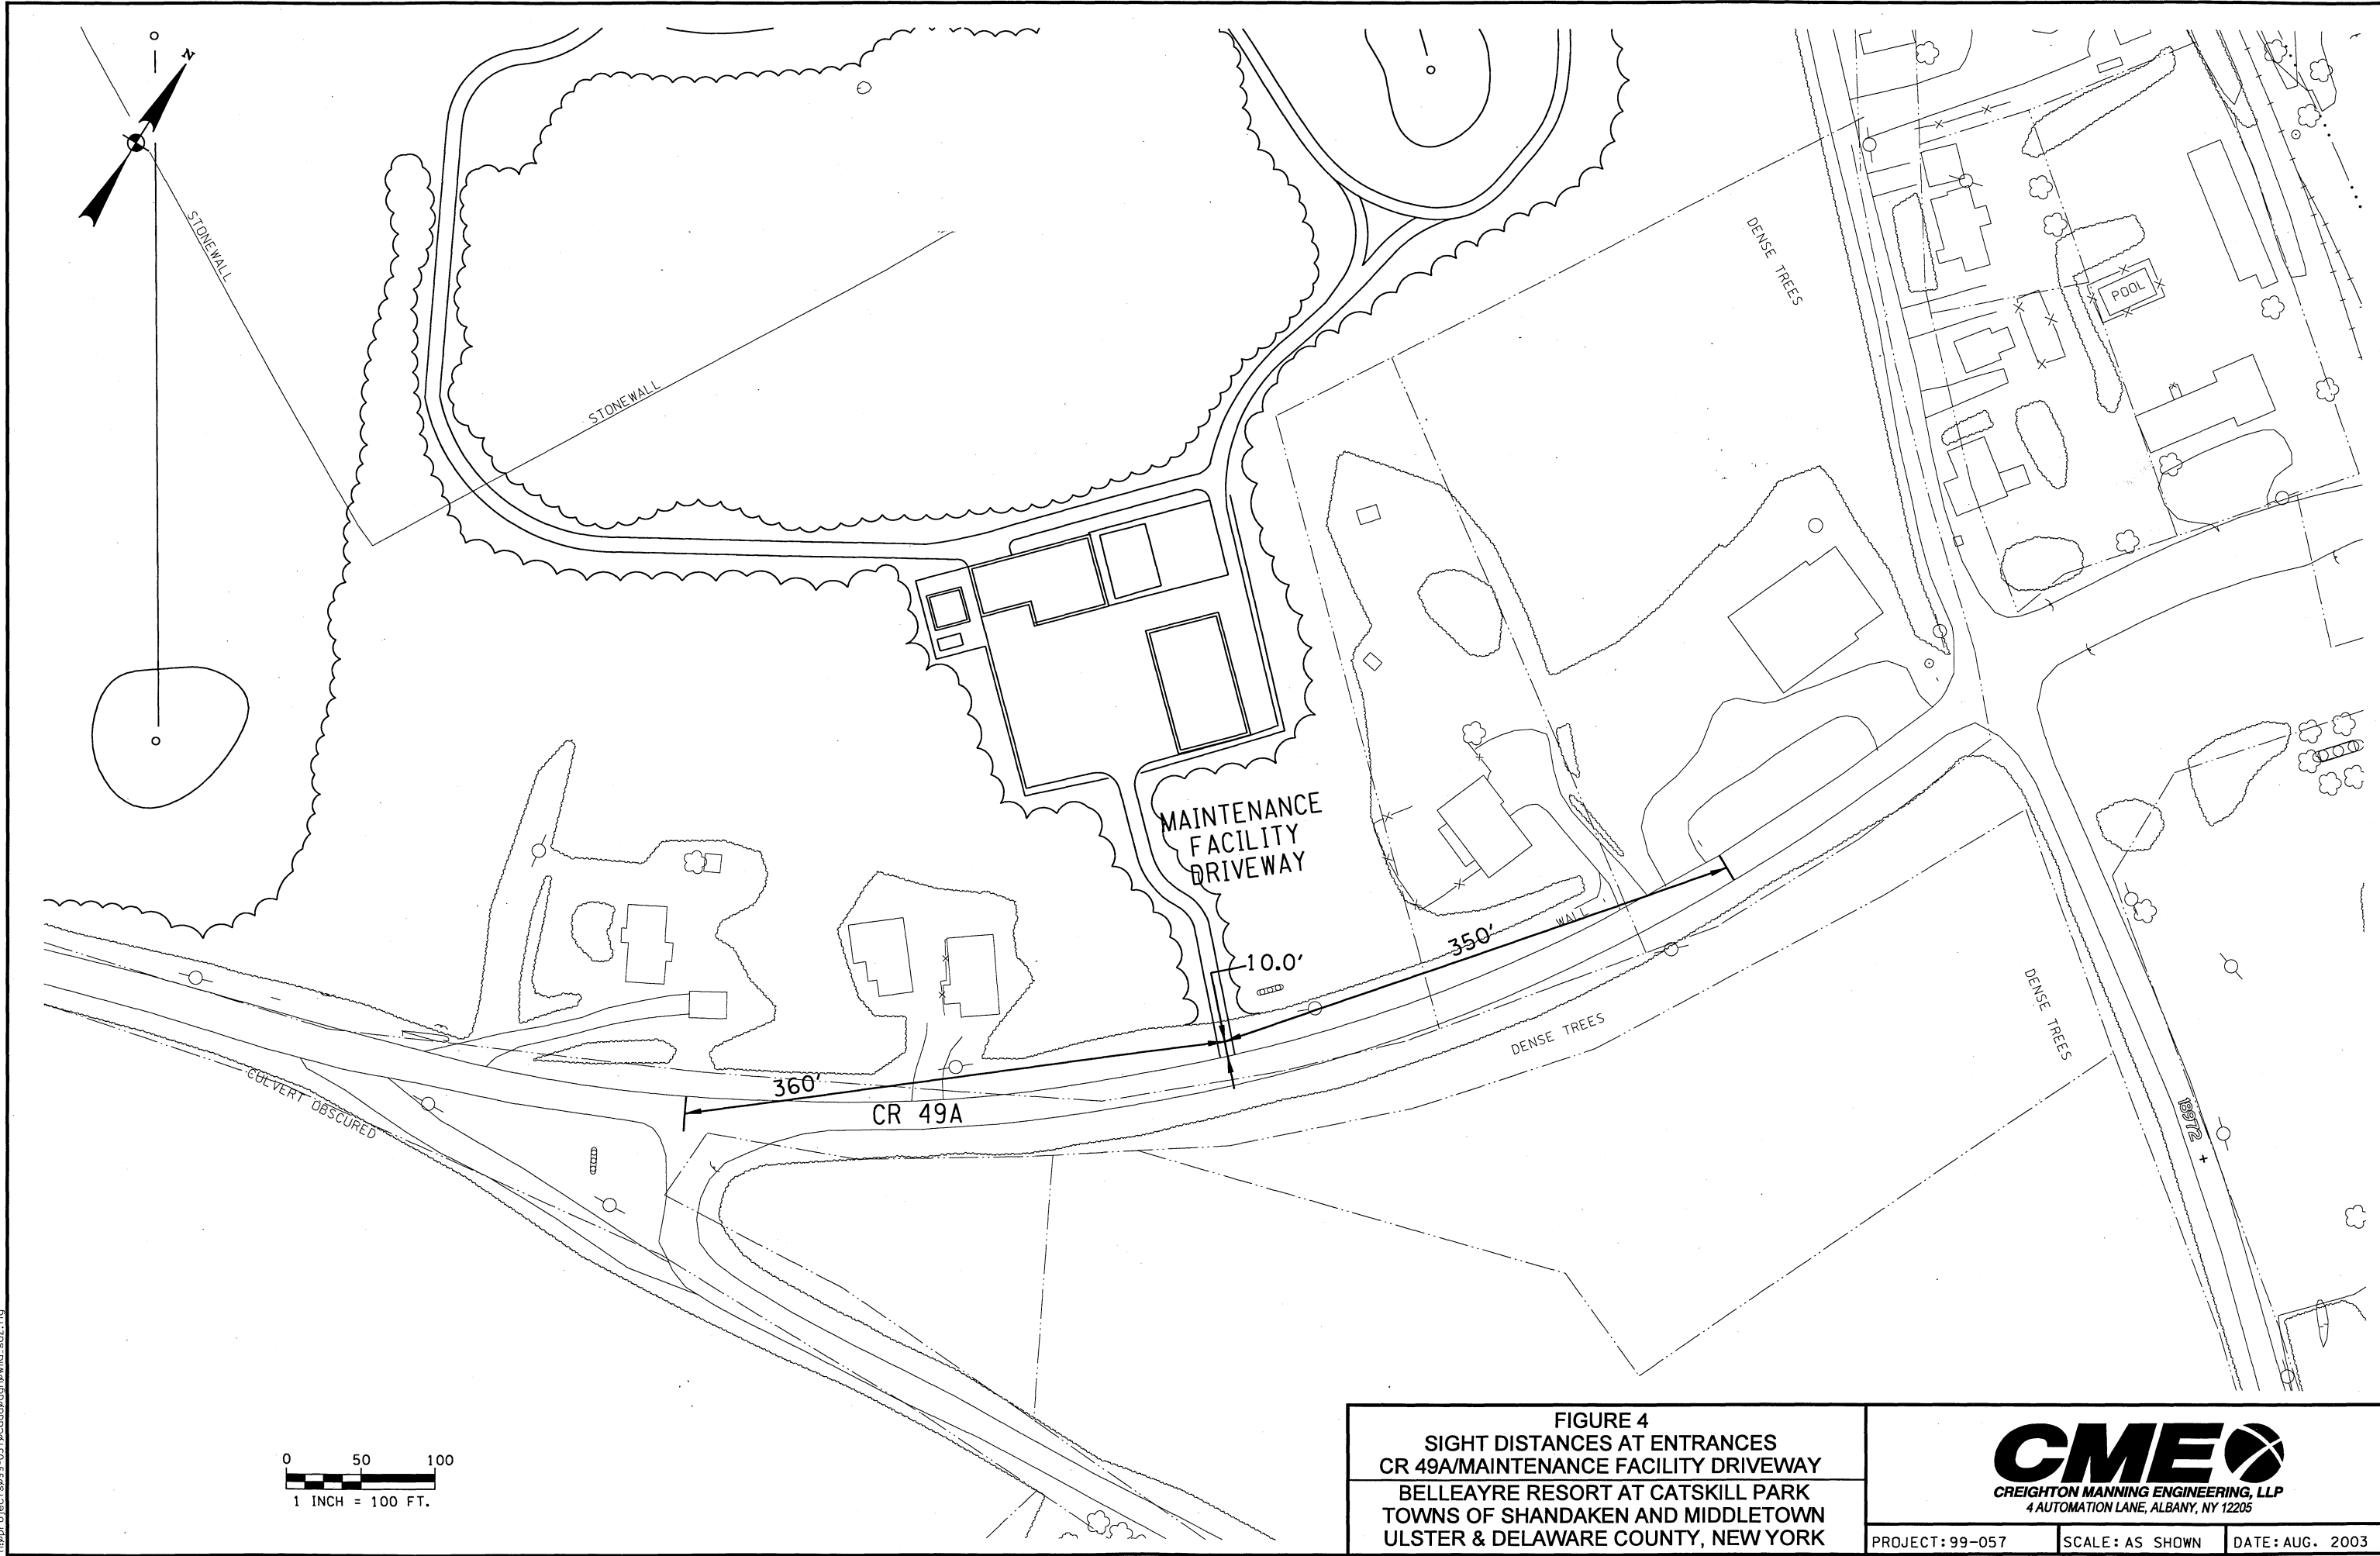 N
STONEWALL
STONEWALL
DENSE TREES
POOL
MAINTENANCE
FACILITY
DRIVEWAY
WALL
350'
10.0'
DENSE TREES
DENSE TREES
360'
CR 49A
CULVERT OBSCURED
18972
0 50 100
1 INCH = 100 FT.
FIGURE 4
SIGHT DISTANCES AT ENTRANCES
CR 49A/MAINTENANCE FACILITY DRIVEWAY
BELLEAYRE RESORT AT CATSKILL PARK
TOWNS OF SHANDAKEN AND MIDDLETOWN
ULSTER & DELAWARE COUNTY, NEW YORK
CME
CREIGHTON MANNING ENGINEERING, LLP
4 AUTOMATION LANE, ALBANY, NY 12205
PROJECT: 99-057
SCALE: AS SHOWN
DATE: AUG. 2003